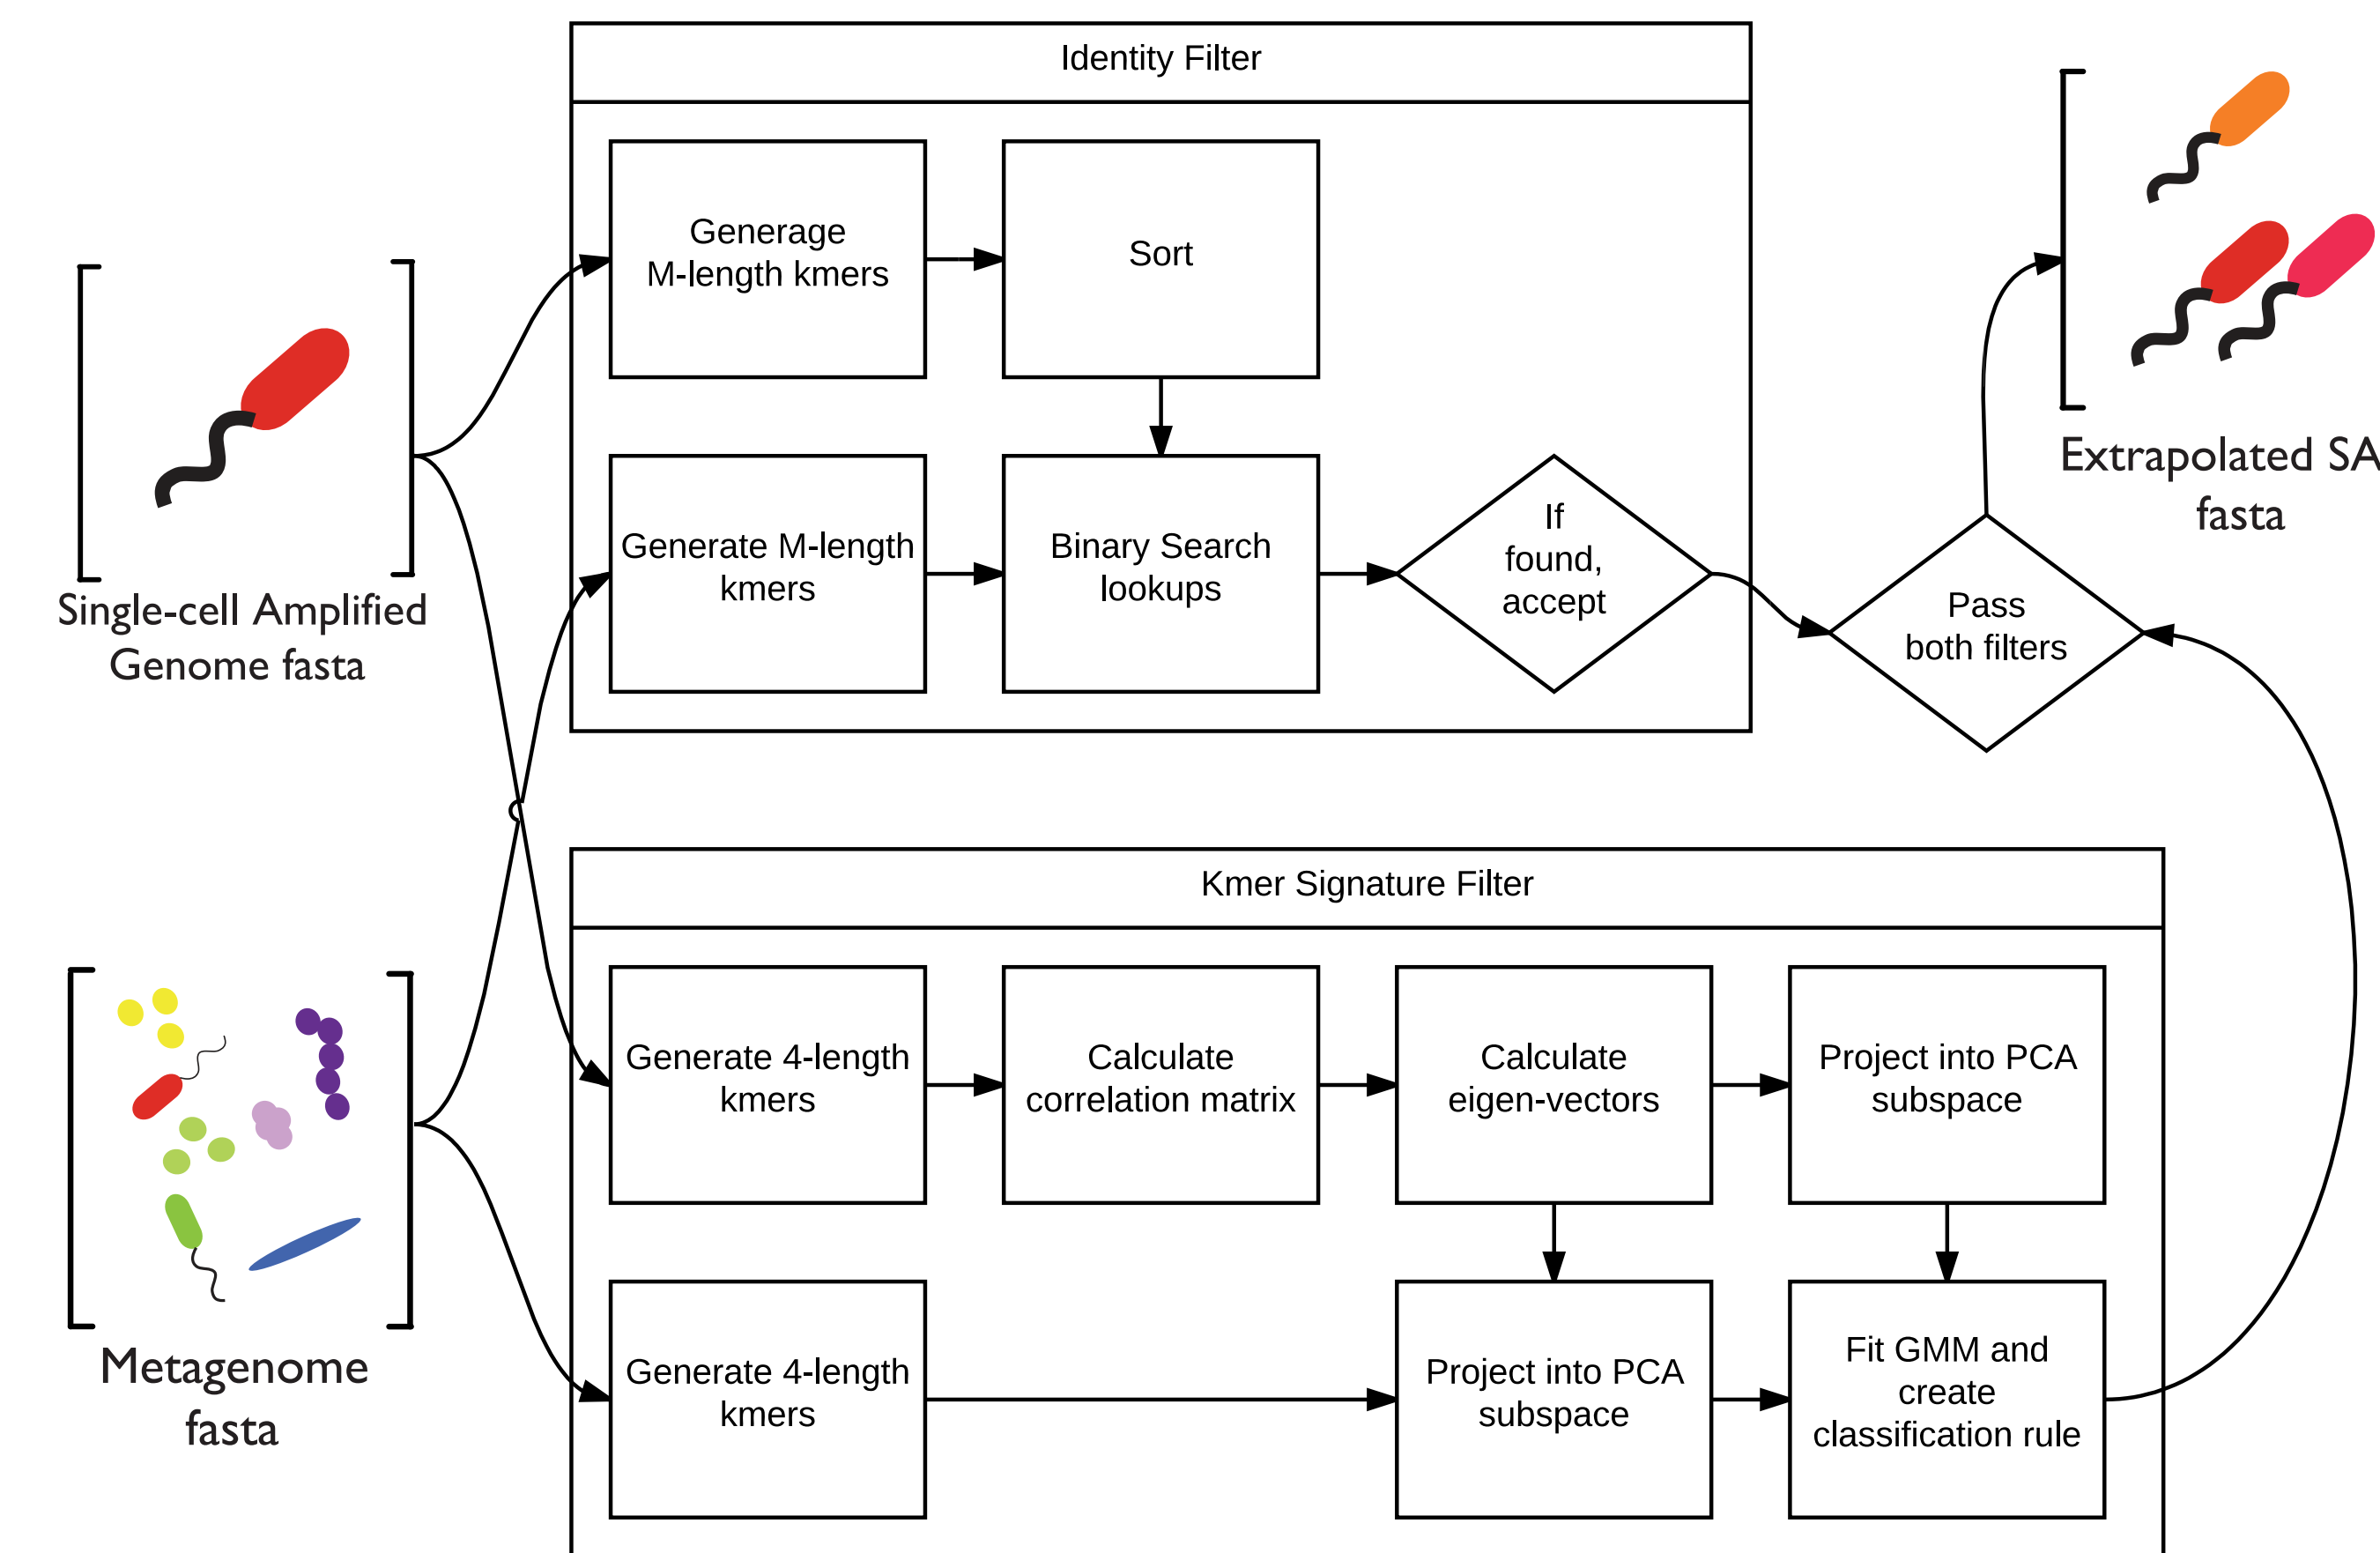 Identity Filter
Generage
M-length kmers
Sort
Extrapolated SA
fasta
Single-cell Amplified
Genome fasta
Generate M-length
kmers
Binary Search
lookups
If
found,
accept
Pass
both filters
Kmer Signature Filter
Generate 4-length
kmers
Calculate
correlation matrix
Calculate
eigen-vectors
Project into PCA
subspace
Metagenome
fasta
Generate 4-length
kmers
Project into PCA
subspace
Fit GMM and
create
classification rule